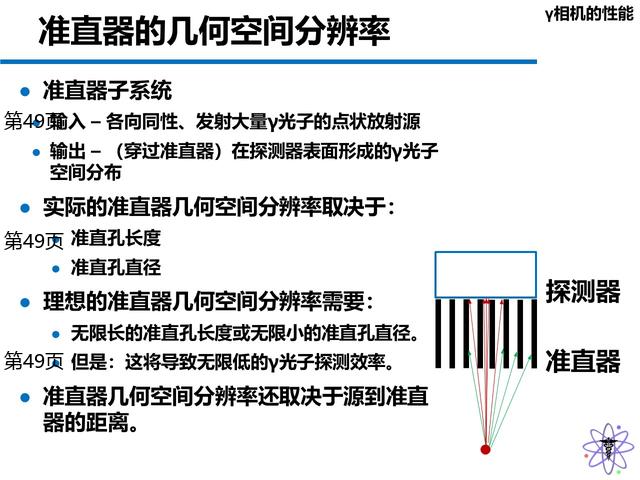 γ相机的性能
准直器的几何空间分辨率
准直器子系统
第49页
输入 – 各向同性、发射大量γ光子的点状放射源
输出 – （穿过准直器）在探测器表面形成的γ光子
空间分布
实际的准直器几何空间分辨率取决于：
第49页
准直孔长度
准直孔直径
理想的准直器几何空间分辨率需要：
无限长的准直孔长度或无限小的准直孔直径。
第49页
但是：这将导致无限低的γ光子探测效率。
准直器几何空间分辨率还取决于源到准直
器的距离。
探测器
准直器